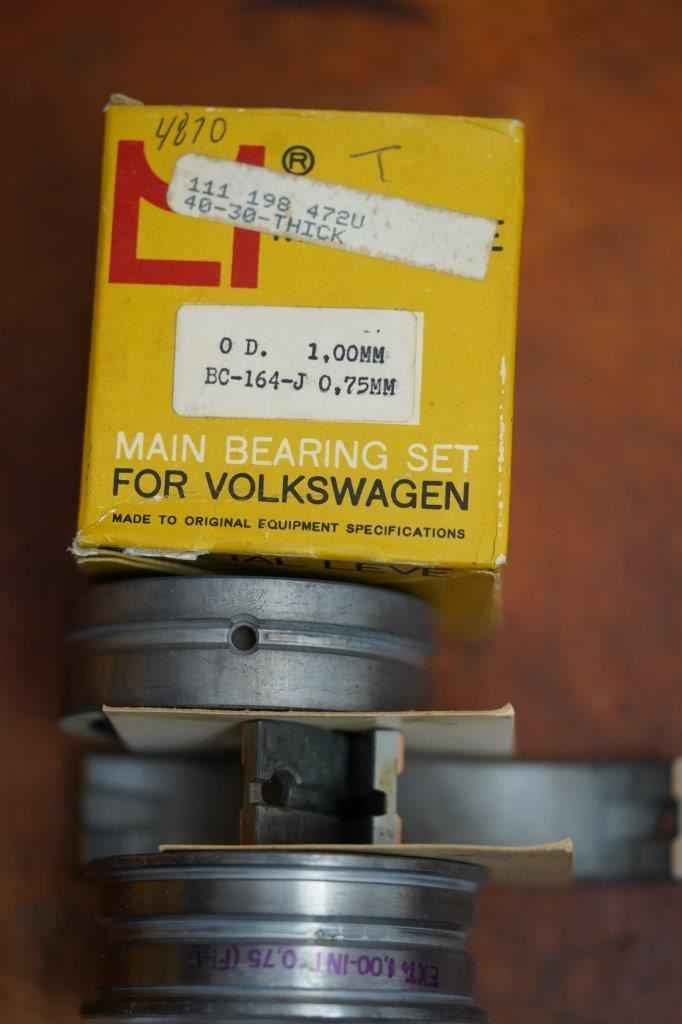 4870
®
T
111 198 472U
40-30-THICK
O D. 1,00MM
BC-164-J 0,75MM
MAIN BEARING SET
FOR VOLKSWAGEN
MADE TO ORIGINAL EQUIPMENT SPECIFICATIONS
EXT. 1,00-INT 0,75